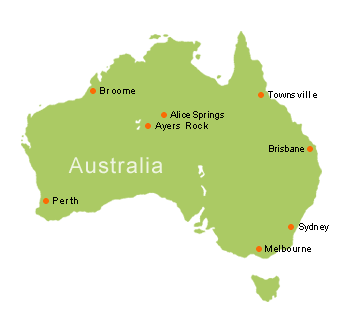 Broome
Townsville
Alice Springs
Ayers Rock
Brisbane
Australia
Perth
Sydney
Melbourne